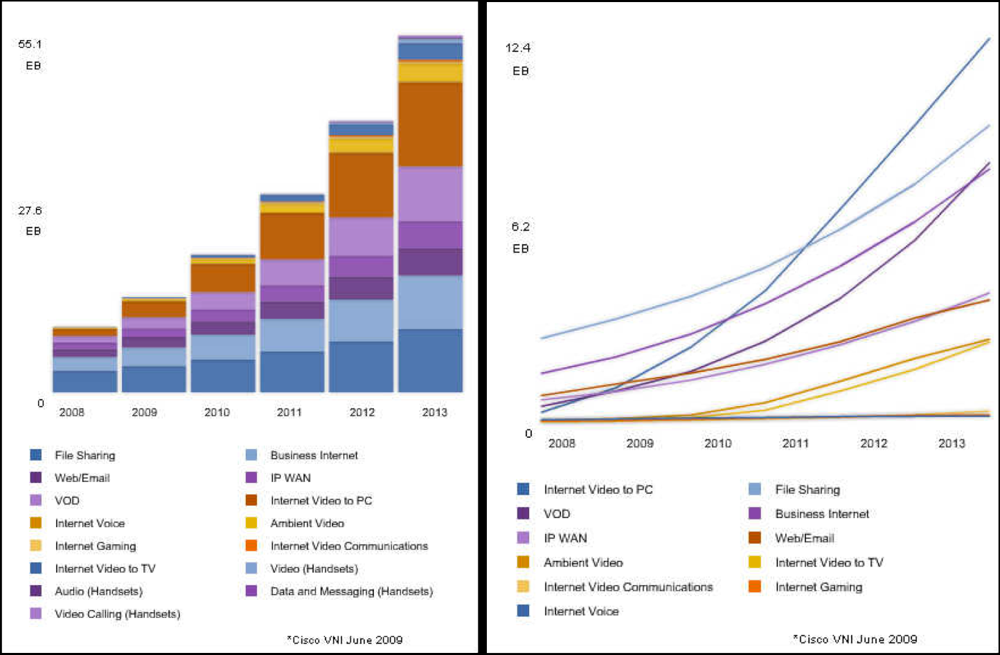 55.1
EB
27.6
EB
0
2008 2009 2010 2011 2012 2013
File Sharing
Business Internet
Web/Email
IP WAN
VOD
Internet Video to PC
Internet Voice
Ambient Video
Internet Gaming
Internet Video Communications
Internet Video to TV
Video (Handsets)
Audio (Handsets)
Data and Messaging (Handsets)
Video Calling (Handsets)
*Cisco VNI June 2009
12.4
EB
6.2
EB
0
2008 2009 2010 2011 2012 2013
Internet Video to PC
File Sharing
VOD
Business Internet
IP WAN
Web/Email
Ambient Video
Internet Video to TV
Internet Video Communications
Internet Gaming
Internet Voice
*Cisco VNI June 2009